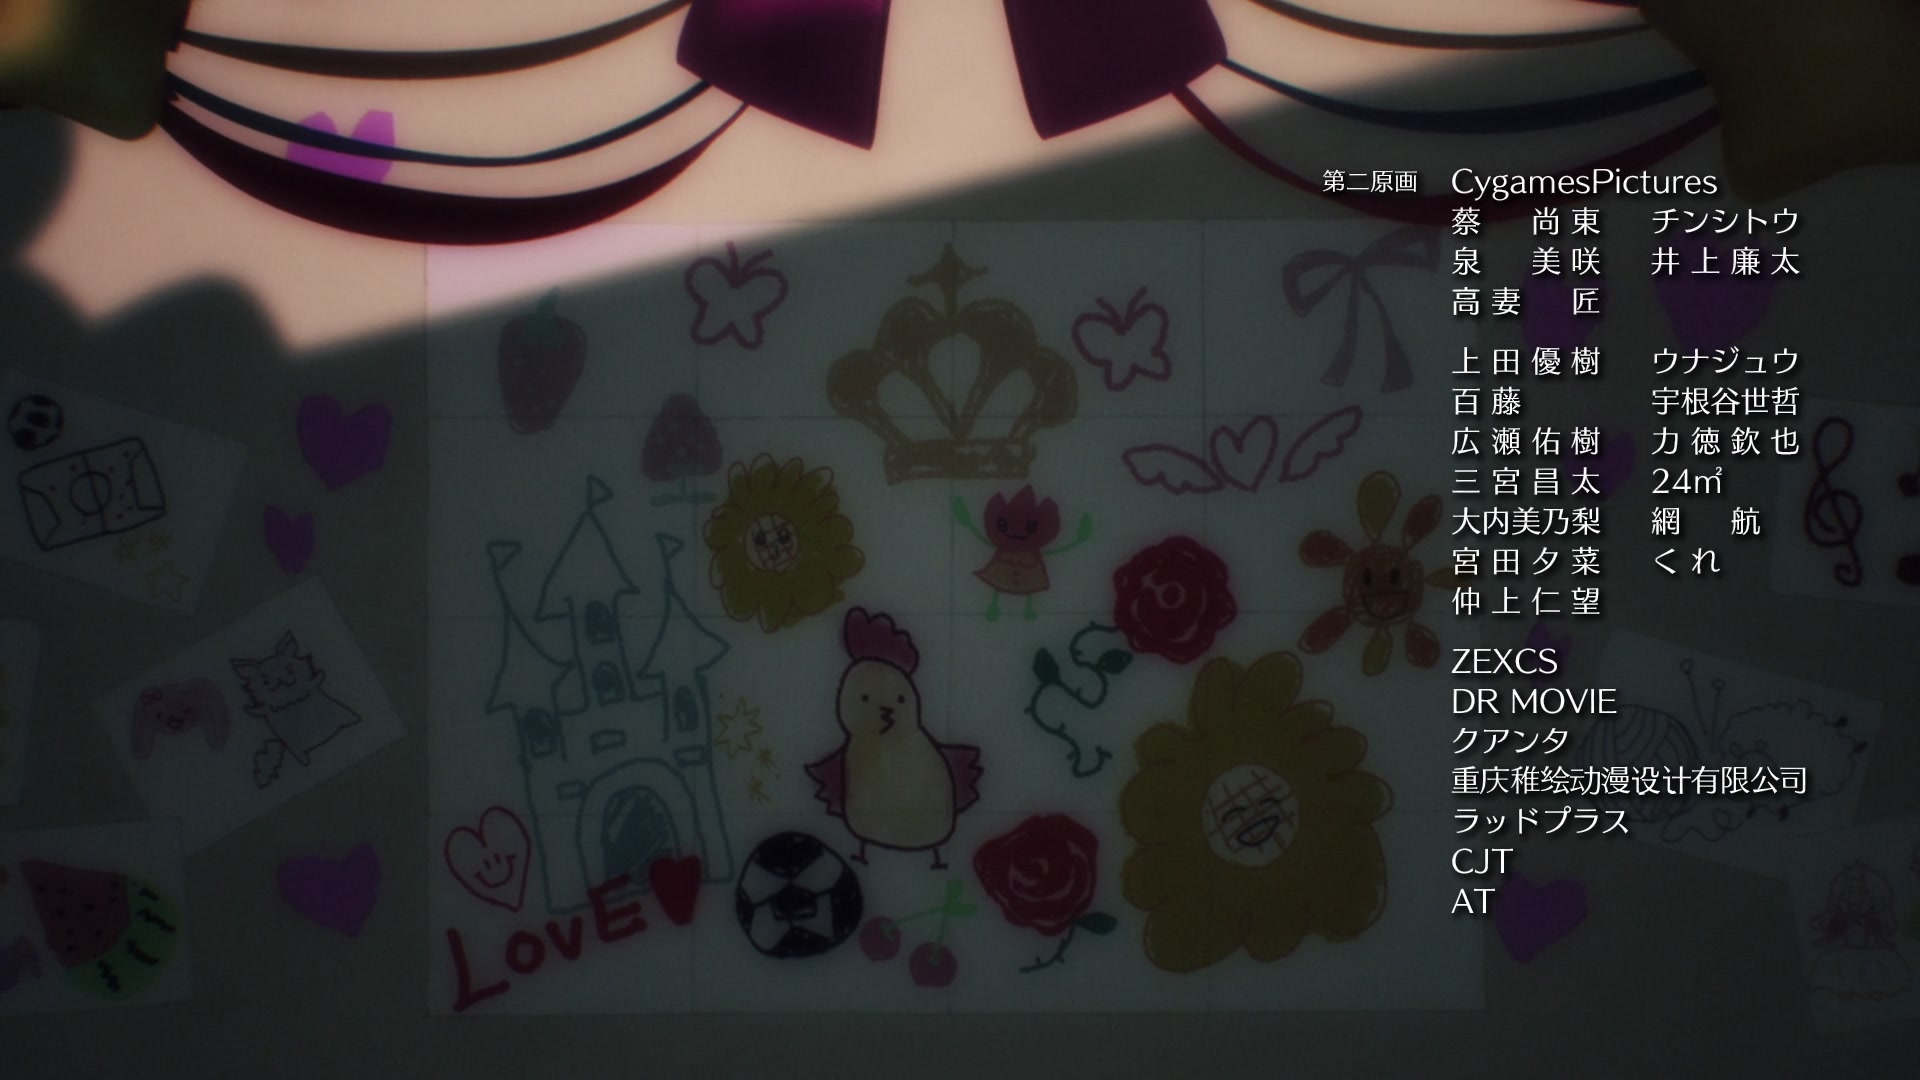 第二原画 CygamesPictures
蔡 尚東 チンシトウ
泉 美咲 井上廉太
高妻 匠
上田優樹 ウナジュウ
百藤 宇根谷世哲
広瀬佑樹 力徳欽也
三宮昌太 24㎡
大内美乃梨 網 航
宮田夕菜 くれ
仲上仁望
ZEXCS
DR MOVIE
クアンタ
重庆稚绘动漫设计有限公司
ラッドプラス
CJT
AT
LOVE